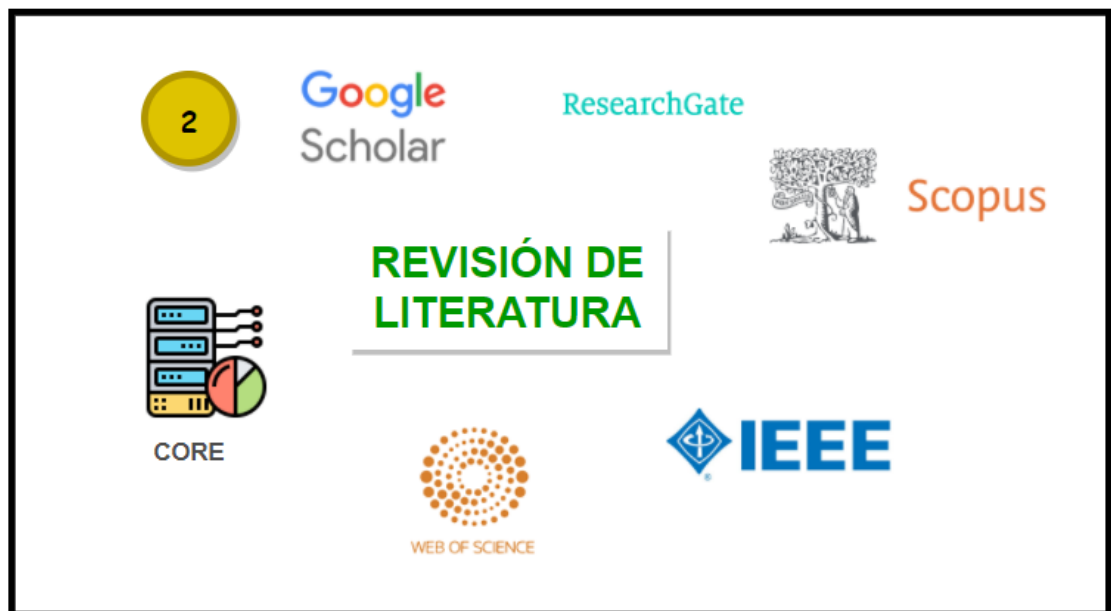 2
Google
Scholar
ResearchGate
Scopus
REVISIÓN DE
LITERATURA
CORE
IEEE
WEB OF SCIENCE